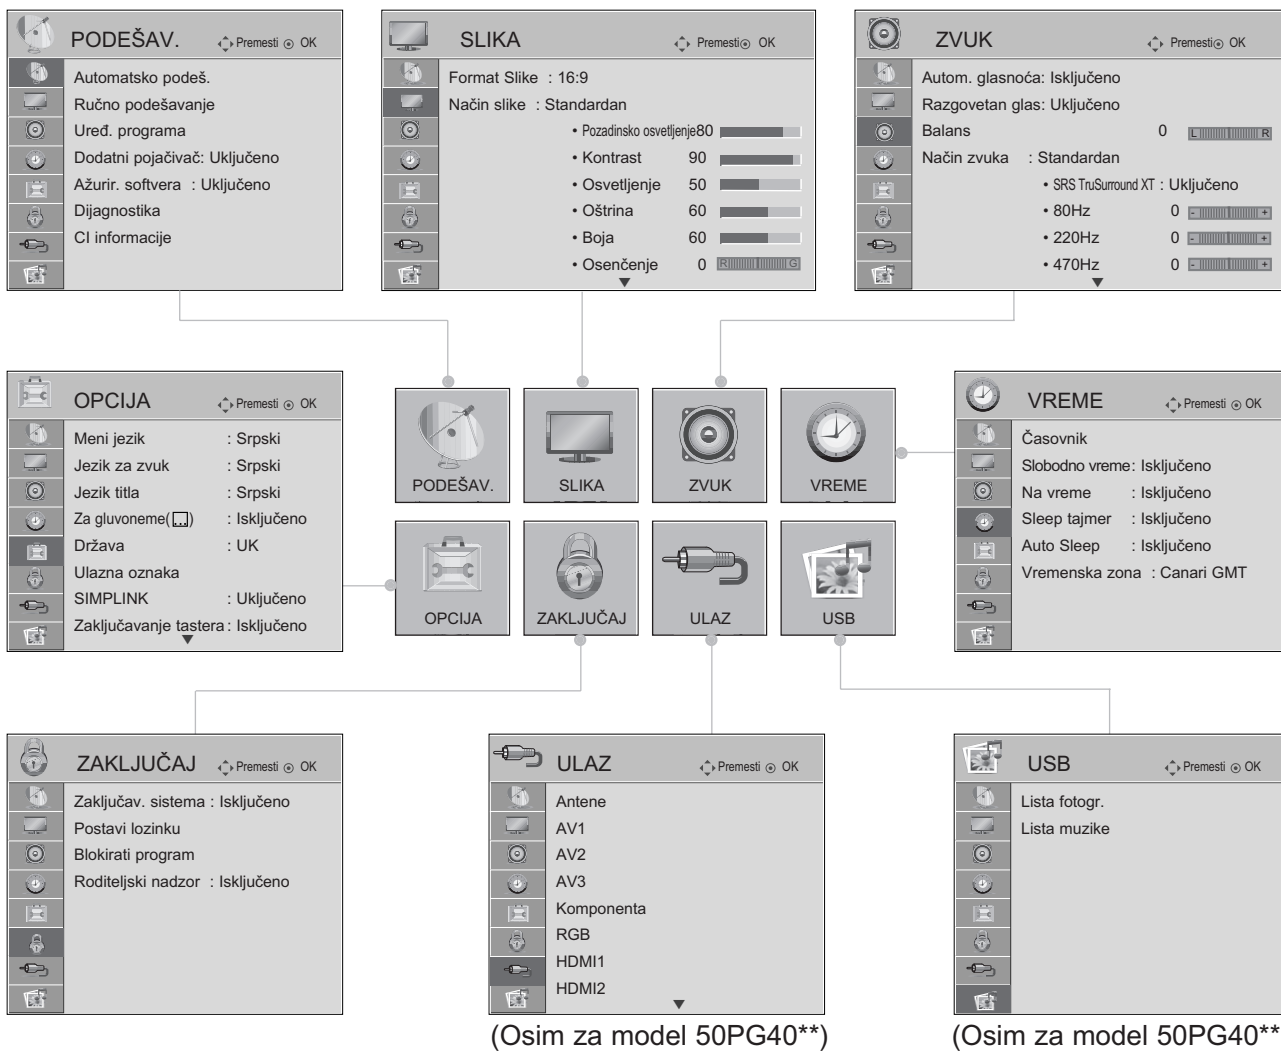 PODEŠAV. Premesti OK
Automatsko podeš.
Ručno podešavanje
Uređ. programa
Dodatni pojačivač: Uključeno
Ažurir. softvera : Uključeno
Dijagnostika
CI informacije
SLIKA Premesti OK
Format Slike : 16:9
Način slike : Standardan
• Pozadinsko osvetljenje80
• Kontrast 90
• Osvetljenje 50
• Oštrina 60
• Boja 60
• Osenčenje 0 R G
ZVUK Premesti OK
Autom. glasnoća: Isključeno
Razgovetan glas: Uključeno
Balans 0 L R
Način zvuka : Standardan
• SRS TruSurround XT : Uključeno
• 80Hz 0 - +
• 220Hz 0 - +
• 470Hz 0 - +
OPCIJA Premesti OK
Meni jezik : Srpski
Jezik za zvuk : Srpski
Jezik titla : Srpski
Za gluvoneme( ) : Isključeno
Država : UK
Ulazna oznaka
SIMPLINK : Uključeno
Zaključavanje tastera : Isključeno
PODEŠAV.
SLIKA
ZVUK
VREME
OPCIJA
ZAKLJUČAJ
ULAZ
USB
VREME Premesti OK
Časovnik
Slobodno vreme: Isključeno
Na vreme : Isključeno
Sleep tajmer : Isključeno
Auto Sleep : Isključeno
Vremenska zona : Canari GMT
ZAKLJUČAJ Premesti OK
Zaključav. sistema : Isključeno
Postavi lozinku
Blokirati program
Roditeljski nadzor : Isključeno
ULAZ Premesti OK
Antene
AV1
AV2
AV3
Komponenta
RGB
HDMI1
HDMI2
(Osim za model 50PG40**)
USB Premesti OK
Lista fotogr.
Lista muzike
(Osim za model 50PG40**